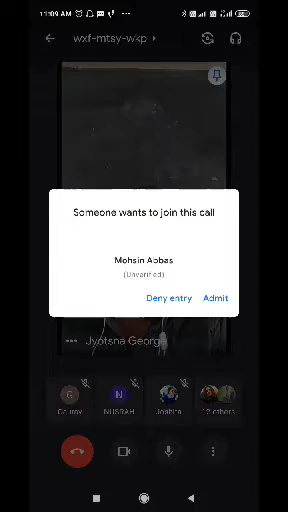 11:09 AM
wxf-mtsy-wkp
Someone wants to join this call
Mohsin Abbas
(Unverified)
Deny entry Admit
Jyotsna George
G N
Gourav NUSRAH Joshita 12 others